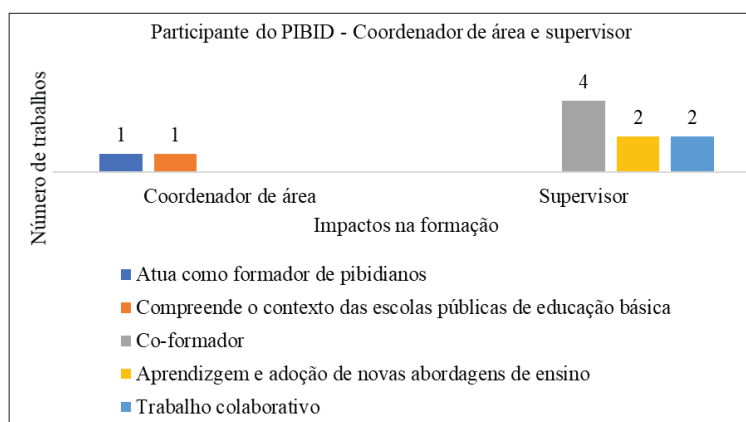 Participante do PIBID - Coordenador de área e supervisor
Número de trabalhos
1 1 4 2 2
Coordenador de área Supervisor
Impactos na formação
Atua como formador de pibidianos
Compreende o contexto das escolas públicas de educação básica
Co-formador
Aprendizgem e adoção de novas abordagens de ensino
Trabalho colaborativo